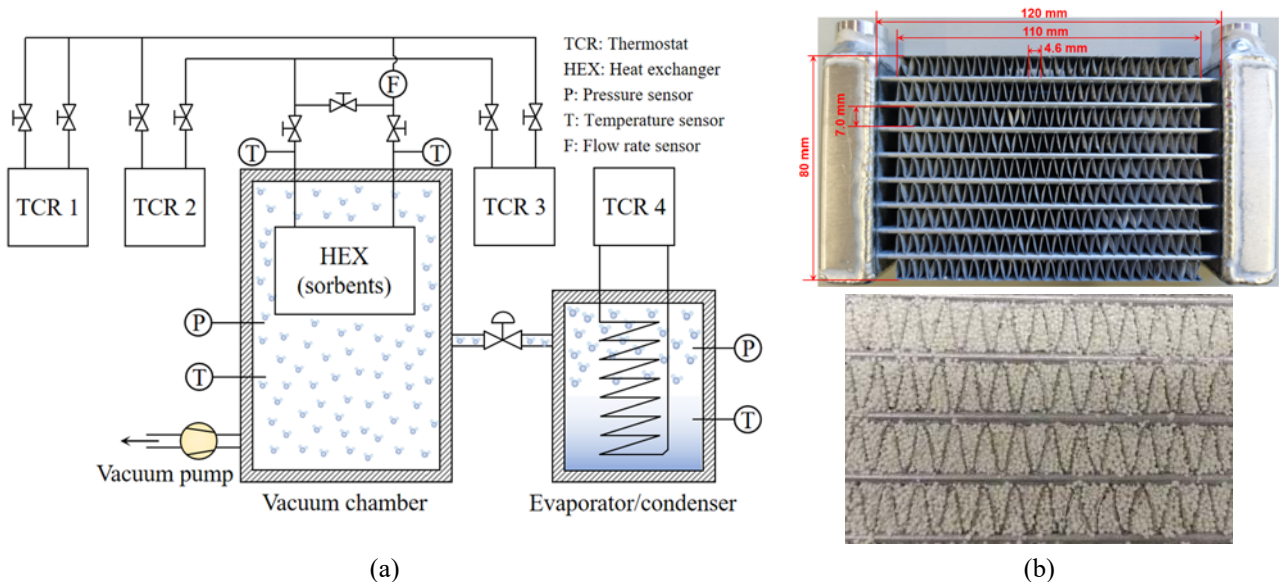 TCR: Thermostat
HEX: Heat exchanger
P: Pressure sensor
T: Temperature sensor
F: Flow rate sensor
F
T
T
TCR 1
TCR 2
TCR 3
TCR 4
HEX
(sorbents)
P
T
P
T
Vacuum pump
Vacuum chamber
Evaporator/condenser
(a)
120 mm
110 mm
4.6 mm
7.0 mm
80 mm
(b)